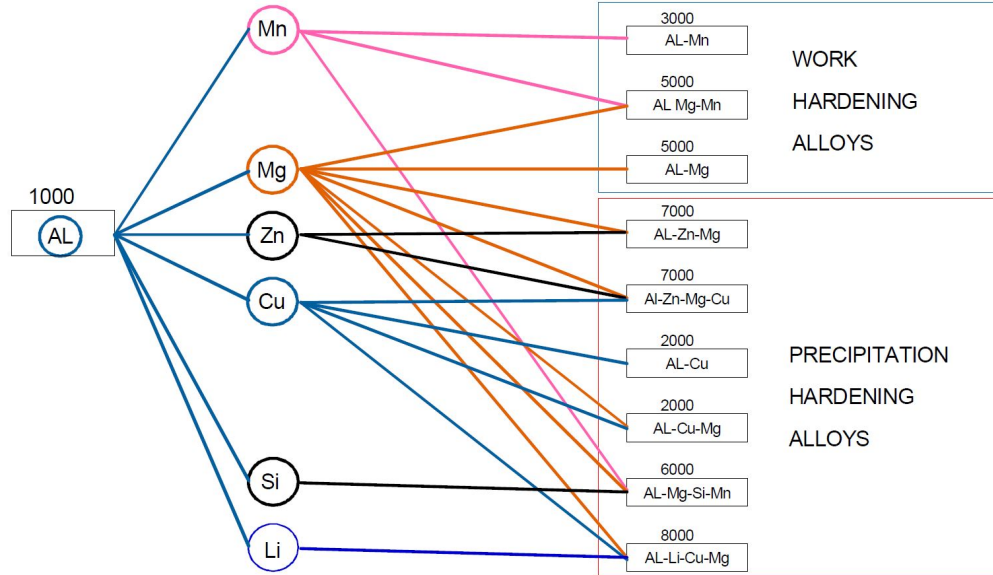 1000
AL
Mn
Mg
Zn
Cu
Si
Li
3000
AL-Mn
5000
AL Mg-Mn
5000
AL-Mg
WORK
HARDENING
ALLOYS
7000
AL-Zn-Mg
7000
Al-Zn-Mg-Cu
2000
AL-Cu
2000
AL-Cu-Mg
6000
AL-Mg-Si-Mn
8000
AL-Li-Cu-Mg
PRECIPITATION
HARDENING
ALLOYS